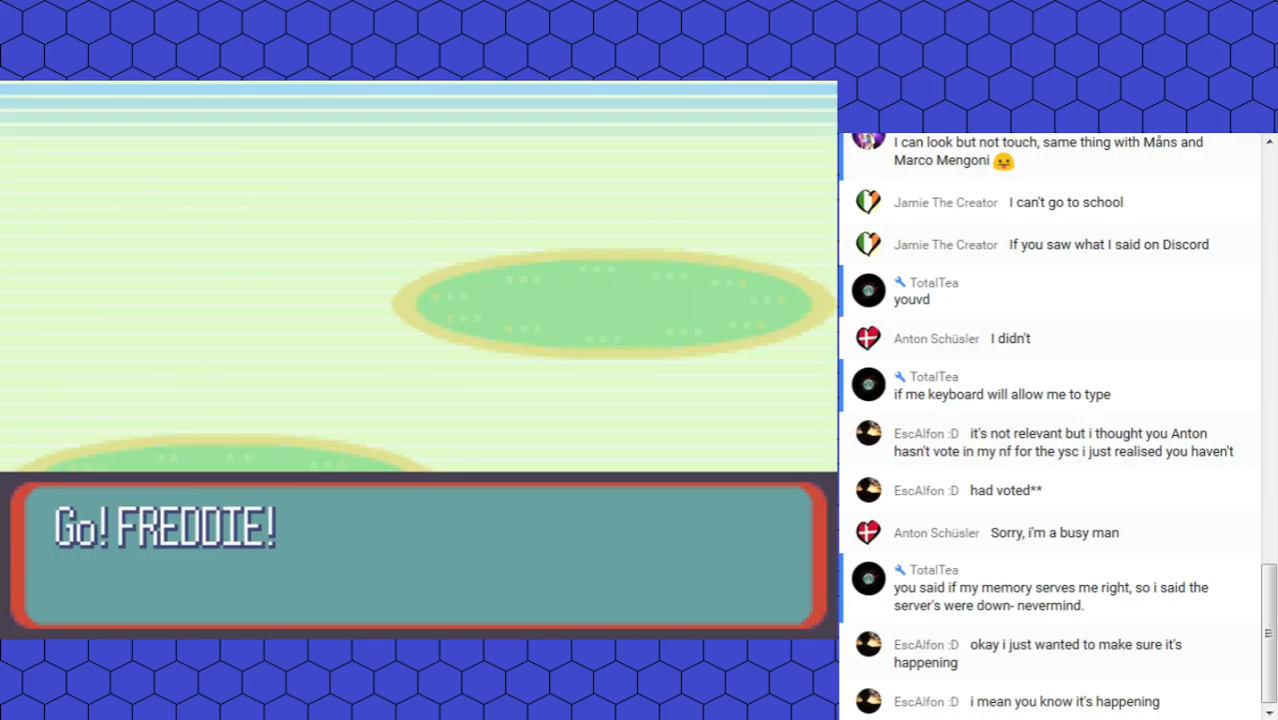 Go! FREDDIE!
I can look but not touch, same thing with Måns and
Marco Mengoni
Jamie The Creator I can't go to school
Jamie The Creator If you saw what I said on Discord
TotalTea
youvd
Anton Schüsler I didn't
TotalTea
if me keyboard will allow me to type
EscAlfon :D it's not relevant but i thought you Anton
hasn't vote in my nf for the ysc i just realised you haven't
EscAlfon :D had voted**
Anton Schüsler Sorry, i'm a busy man
TotalTea
you said if my memory serves me right, so i said the
server's were down- nevermind.
EscAlfon :D okay i just wanted to make sure it's
happening
EscAlfon :D i mean you know it's happening